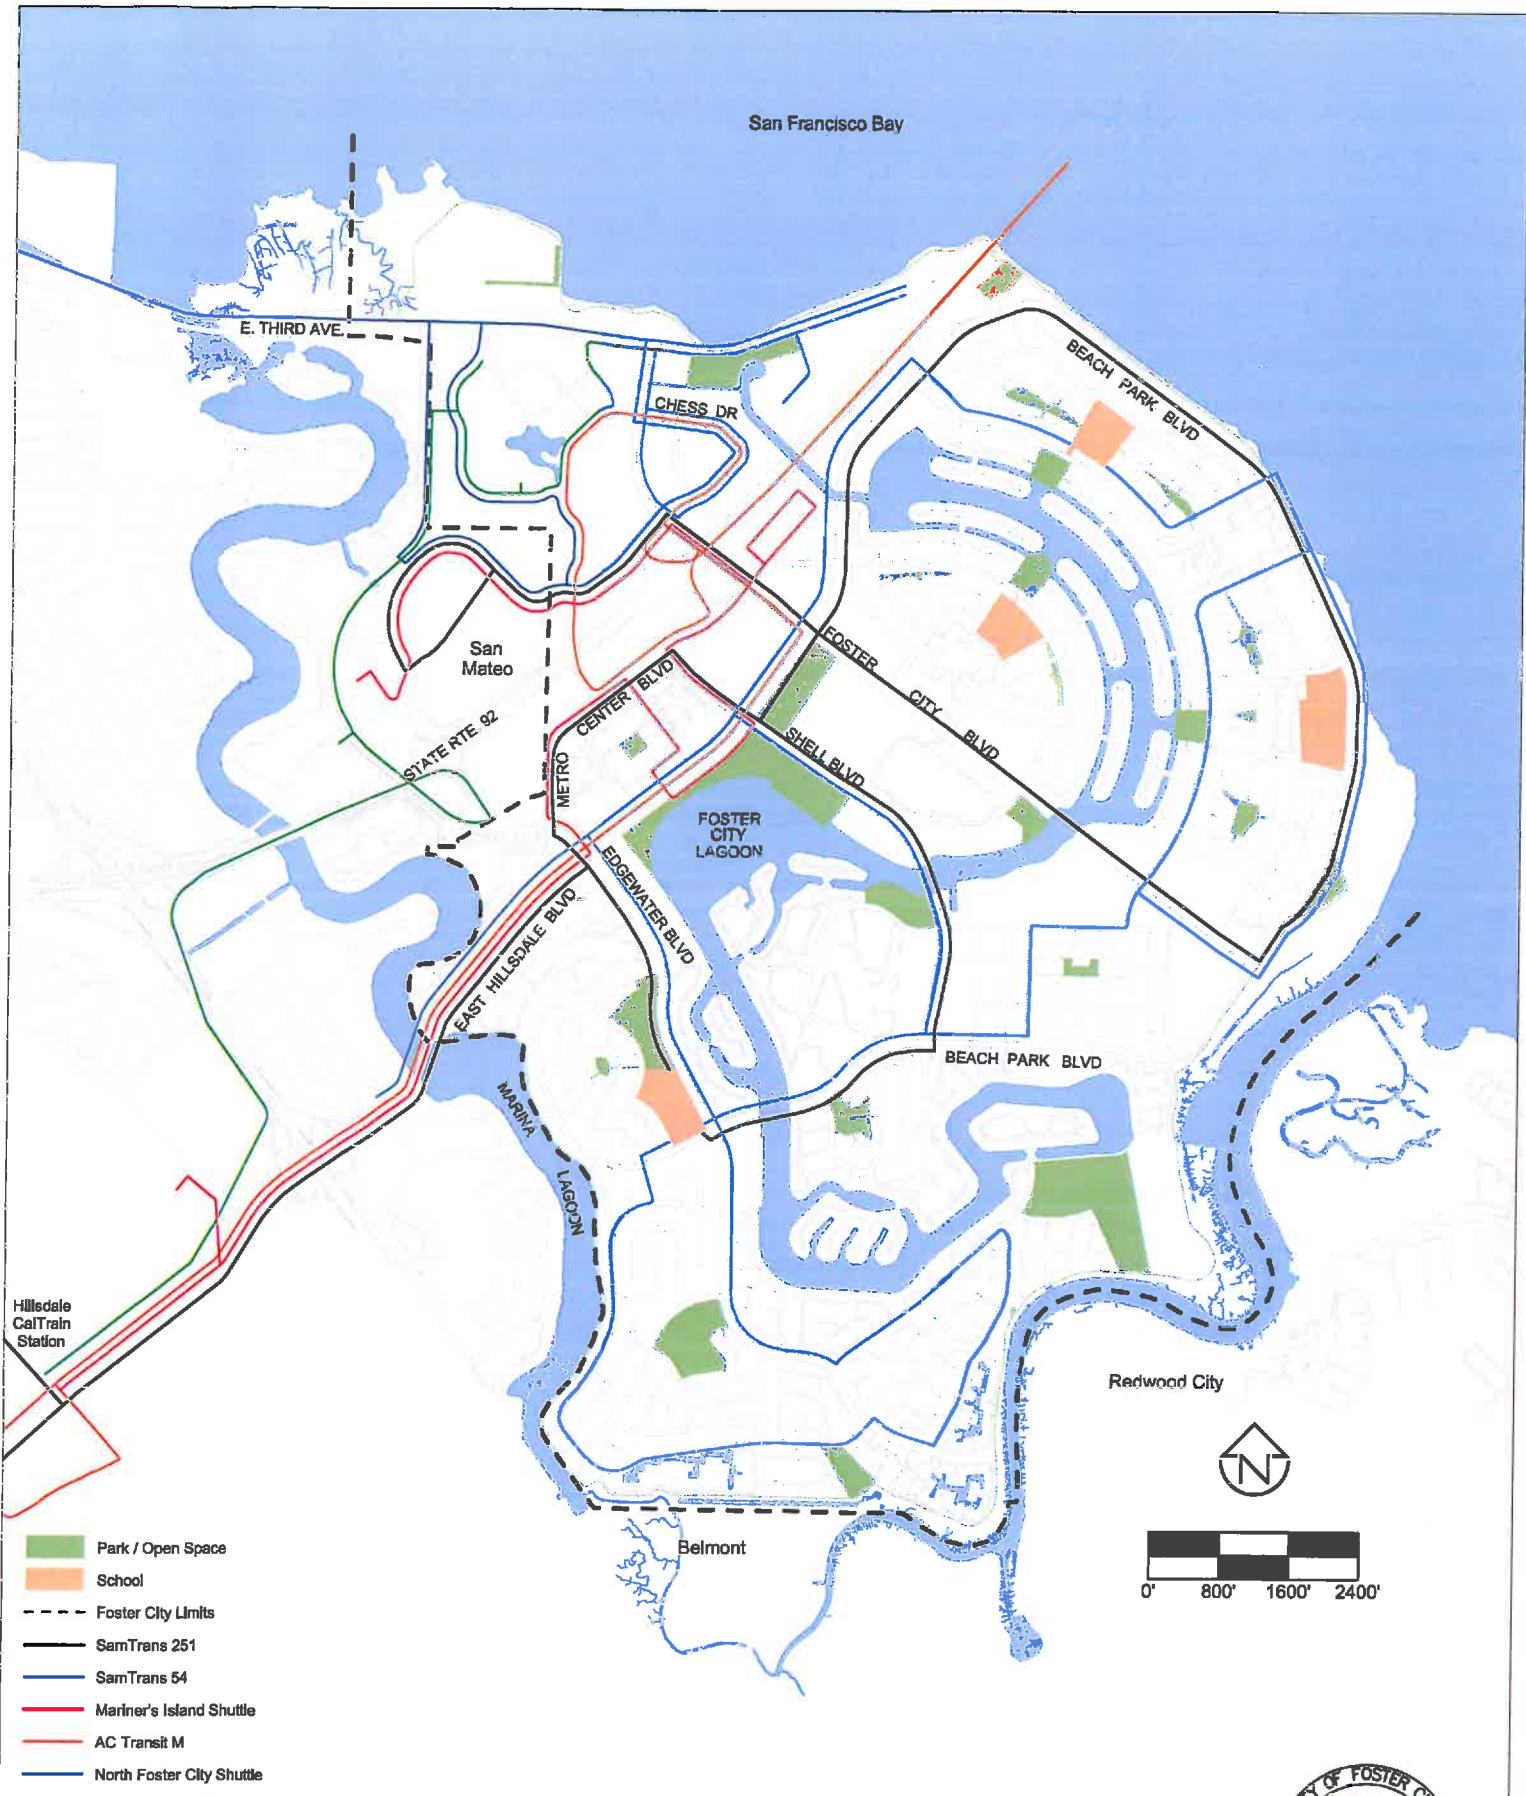 San Francisco Bay
E. THIRD AVE.
BEACH PARK BLVD
CHESS DR
San
Mateo
FOSTER CITY BLVD
CENTER BLVD
METRO
STATE RTE 92
SHELL BLVD
FOSTER
CITY
LAGOON
EDGEWATER BLVD
EAST HILLSDALE BLVD
BEACH PARK BLVD
MARINA LAGOON
Hillsdale
CalTrain
Station
Redwood City
N
Belmont
0' 800' 1600' 2400'
Park / Open Space
School
Foster City Limits
SamTrans 251
SamTrans 54
Mariner's Island Shuttle
AC Transit M
North Foster City Shuttle
OF FOSTER